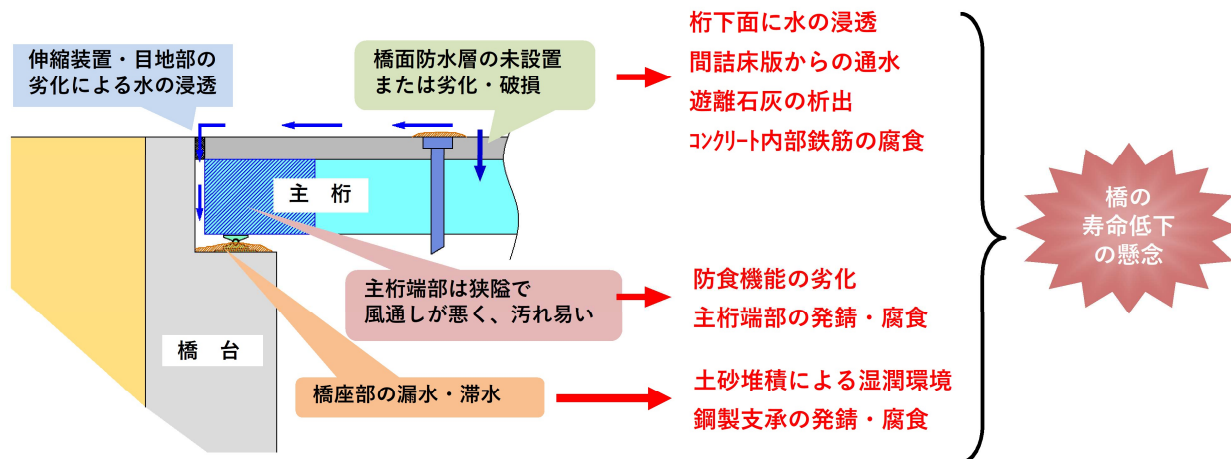 伸縮装置・目地部の
劣化による水の浸透
橋面防水層の未設置
または劣化・破損
桁下面に水の浸透
間詰床版からの通水
遊離石灰の析出
ｺﾝｸﾘｰﾄ内部鉄筋の腐食
主 桁
橋の
寿命低下
の懸念
主桁端部は狭隘で
風通しが悪く、汚れ易い
防食機能の劣化
主桁端部の発錆・腐食
橋 台
橋座部の漏水・滞水
土砂堆積による湿潤環境
鋼製支承の発錆・腐食